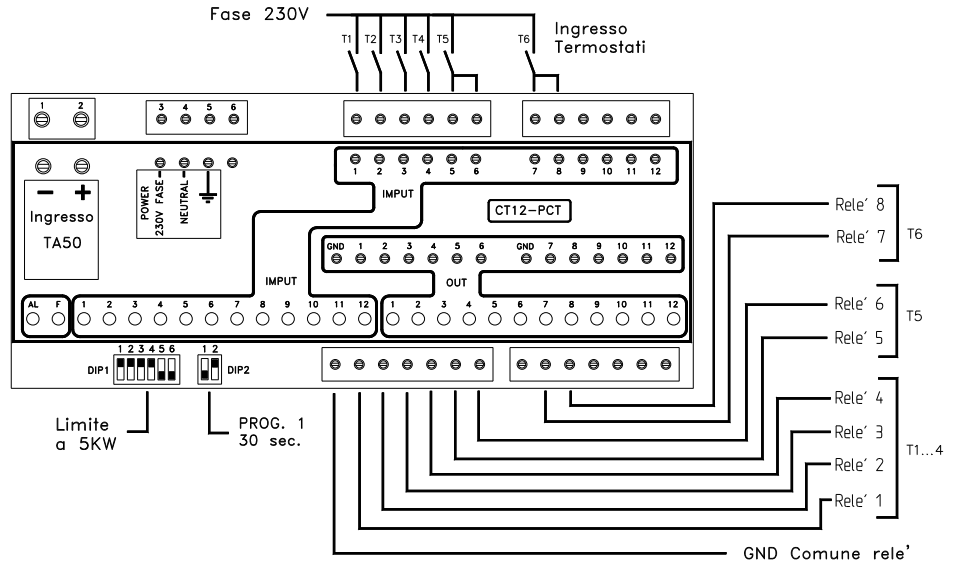 Fase 230V
T1 T2 T3 T4 T5 T6
Ingresso
Termostati
1 2
3 4 5 6
POWER
230V FASE
NEUTRAL
Ingresso
TA50
1 2 3 4 5 6 7 8 9 10 11 12
IMPUT
CT12-PCT
GND 1 2 3 4 5 6 GND 7 8 9 10 11 12
IMPUT
OUT
AL F 1 2 3 4 5 6 7 8 9 10 11 12 1 2 3 4 5 6 7 8 9 10 11 12
DIP1 1 2 3 4 5 6
1 2 DIP2
Limite
a 5KW
PROG. 1
30 sec.
Rele' 8
Rele' 7
T6
Rele' 6
Rele' 5
T5
Rele' 4
Rele' 3
Rele' 2
Rele' 1
T1...4
GND Comune rele'